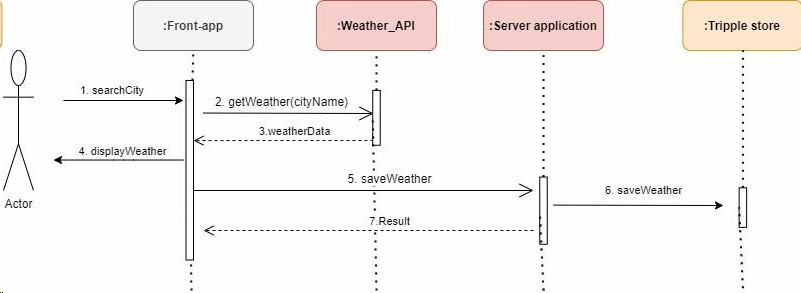 :Front-app
:Weather_API
:Server application
:Tripple store
1. searchCity
2. getWeather(cityName)
3.weatherData
4. displayWeather
5. saveWeather
6. saveWeather
Actor
7.Result